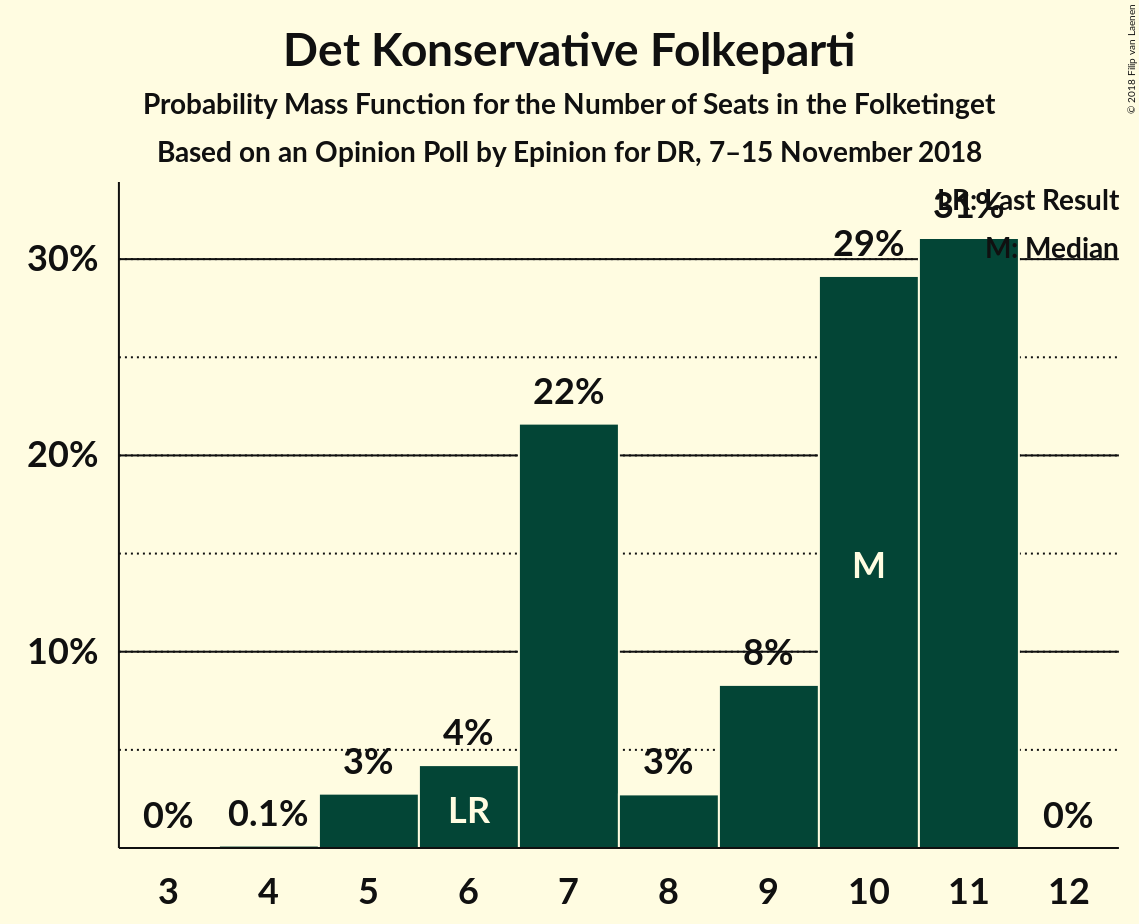 Det Konservative Folkeparti
Probability Mass Function for the Number of Seats in the Folketinget
Based on an Opinion Poll by Epinion for DR, 7–15 November 2018
© 2018 Filip van Laenen
LR: Last Result
M: Median
30%
20%
10%
0%
0.1%
3%
4%
22%
3%
8%
29%
31%
0%
LR
M
3 4 5 6 7 8 9 10 11 12